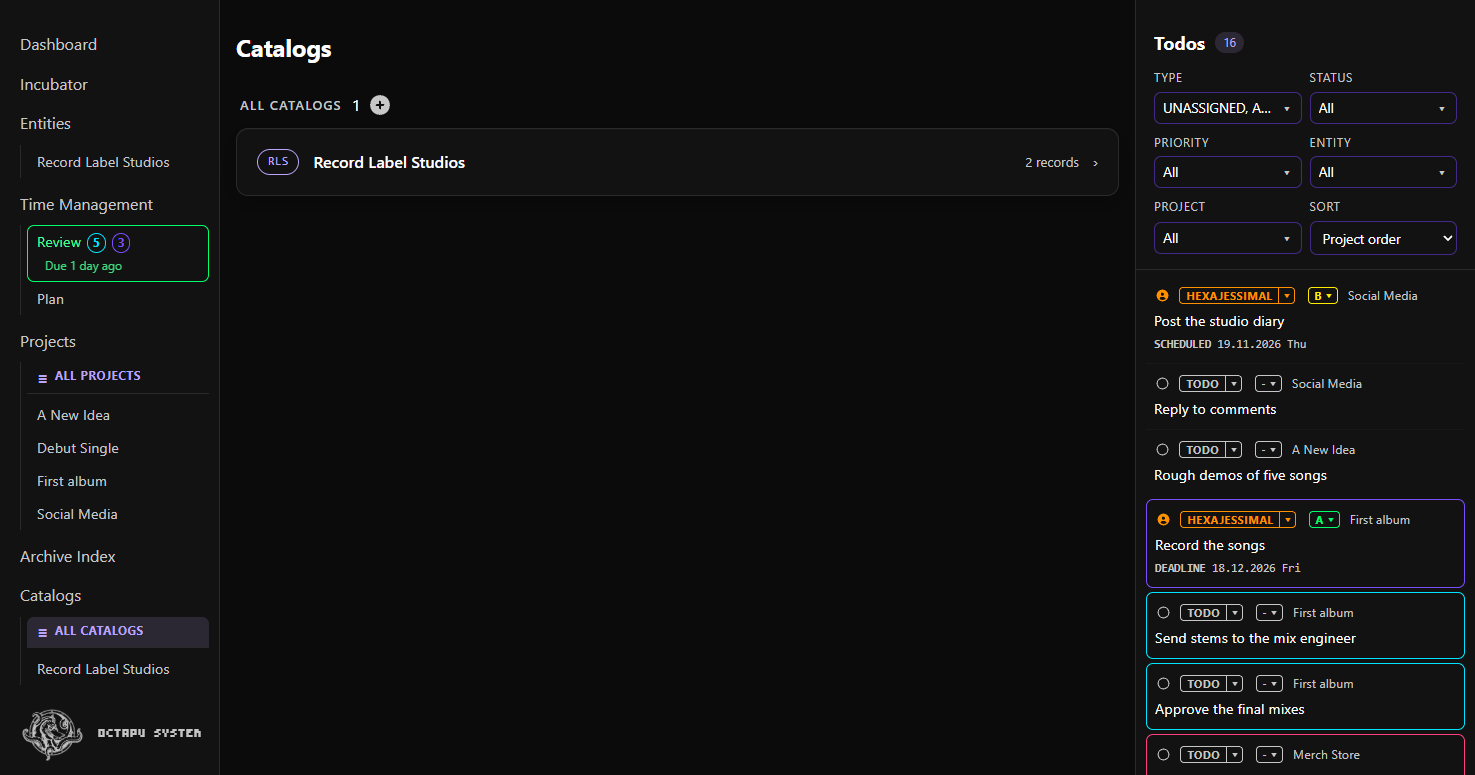 Dashboard
Incubator
Entities
Record Label Studios
Time Management
Review 5 3
Due 1 day ago
Plan
Projects
ALL PROJECTS
A New Idea
Debut Single
First album
Social Media
Archive Index
Catalogs
ALL CATALOGS
Record Label Studios
OCTAPU SYSTEM
Catalogs
ALL CATALOGS 1 +
RLS Record Label Studios 2 records ›
Todos 16
TYPE STATUS
UNASSIGNED, A... All
PRIORITY ENTITY
All All
PROJECT SORT
All Project order
HEXAJESSIMAL B Social Media
Post the studio diary
SCHEDULED 19.11.2026 Thu
TODO - Social Media
Reply to comments
TODO - A New Idea
Rough demos of five songs
HEXAJESSIMAL A First album
Record the songs
DEADLINE 18.12.2026 Fri
TODO - First album
Send stems to the mix engineer
TODO - First album
Approve the final mixes
TODO - Merch Store